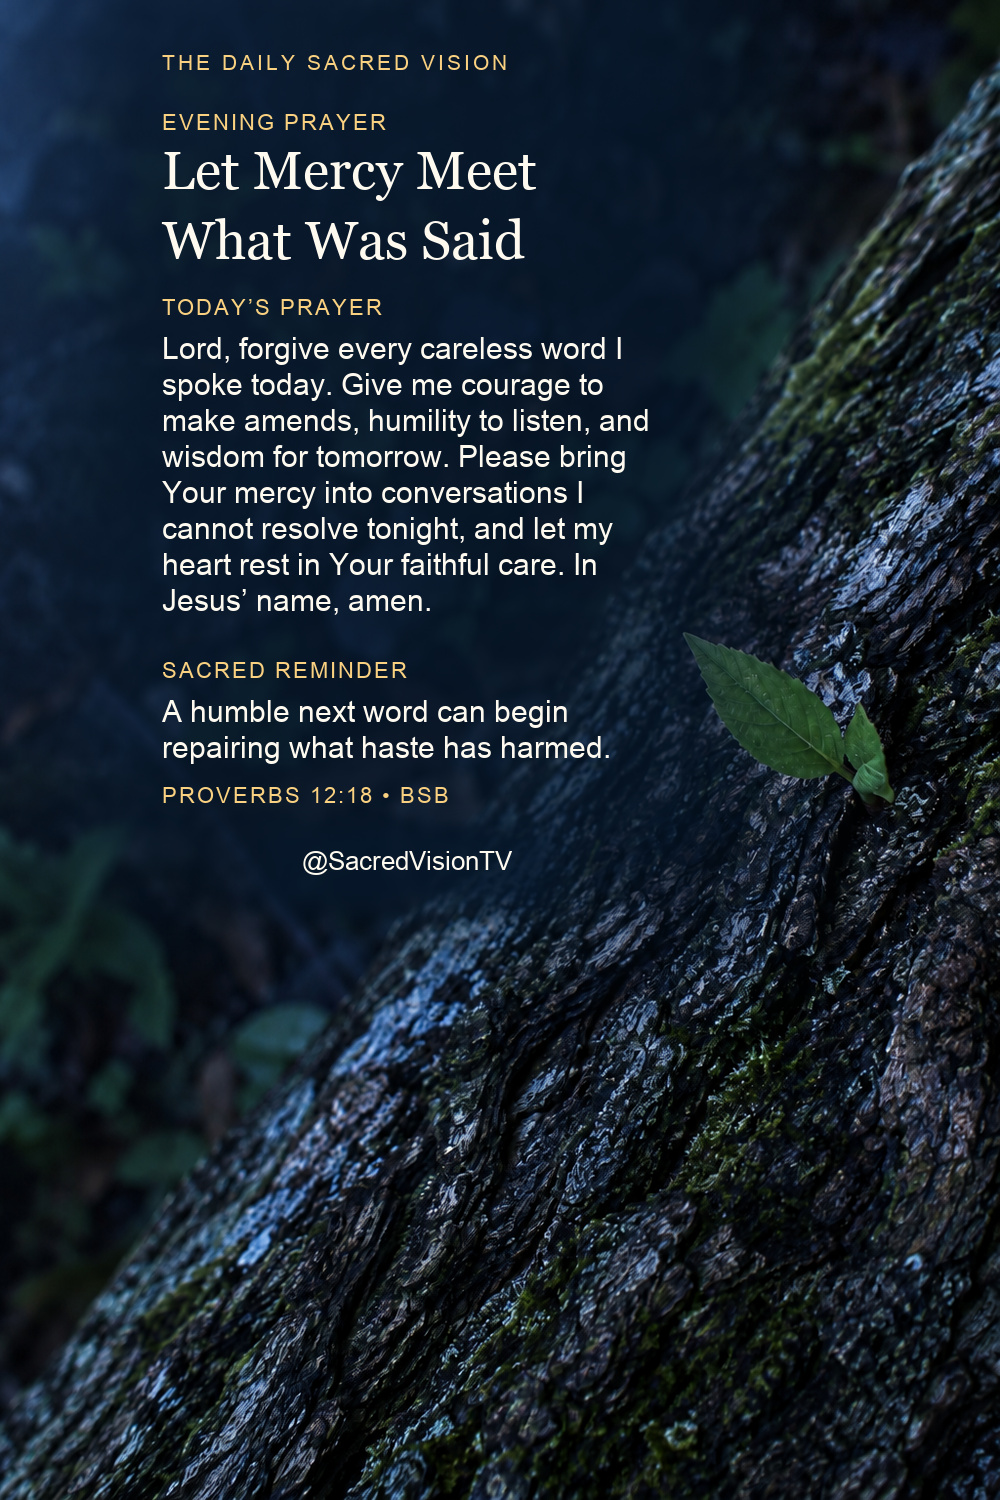 THE DAILY SACRED VISION
EVENING PRAYER
Let Mercy Meet
What Was Said
TODAY’S PRAYER
Lord, forgive every careless word I
spoke today. Give me courage to
make amends, humility to listen, and
wisdom for tomorrow. Please bring
Your mercy into conversations I
cannot resolve tonight, and let my
heart rest in Your faithful care. In
Jesus’ name, amen.
SACRED REMINDER
A humble next word can begin
repairing what haste has harmed.
PROVERBS 12:18 • BSB
@SacredVisionTV